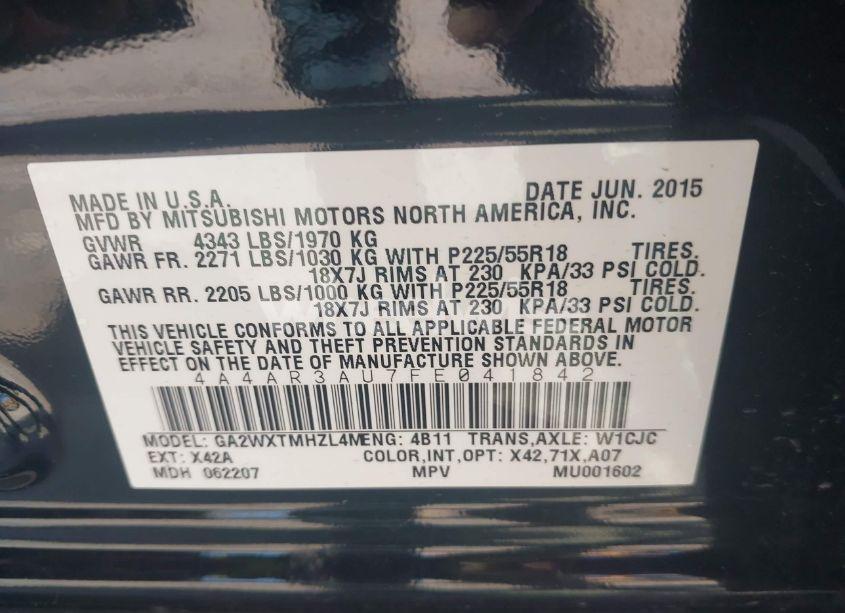 MADE IN U.S.A. DATE JUN. 2015
MFD BY MITSUBISHI MOTORS NORTH AMERICA, INC.
GVWR 4343 LBS/1970 KG
GAWR FR. 2271 LBS/1030 KG WITH P225/55R18 TIRES.
18X7J RIMS AT 230 KPA/33 PSI COLD.
GAWR RR. 2205 LBS/1000 KG WITH P225/55R18 TIRES.
18X7J RIMS AT 230 KPA/33 PSI COLD.
THIS VEHICLE CONFORMS TO ALL APPLICABLE FEDERAL MOTOR
VEHICLE SAFETY AND THEFT PREVENTION STANDARDS IN
EFFECT ON THE DATE OF MANUFACTURE SHOWN ABOVE.
4A4AR3AU7FE041842
MODEL: GA2WXTMHZL4MENG: 4B11 TRANS,AXLE: W1CJC
EXT: X42A COLOR,INT,OPT: X42,71X,A07
MDH 062207 MPV MU001602